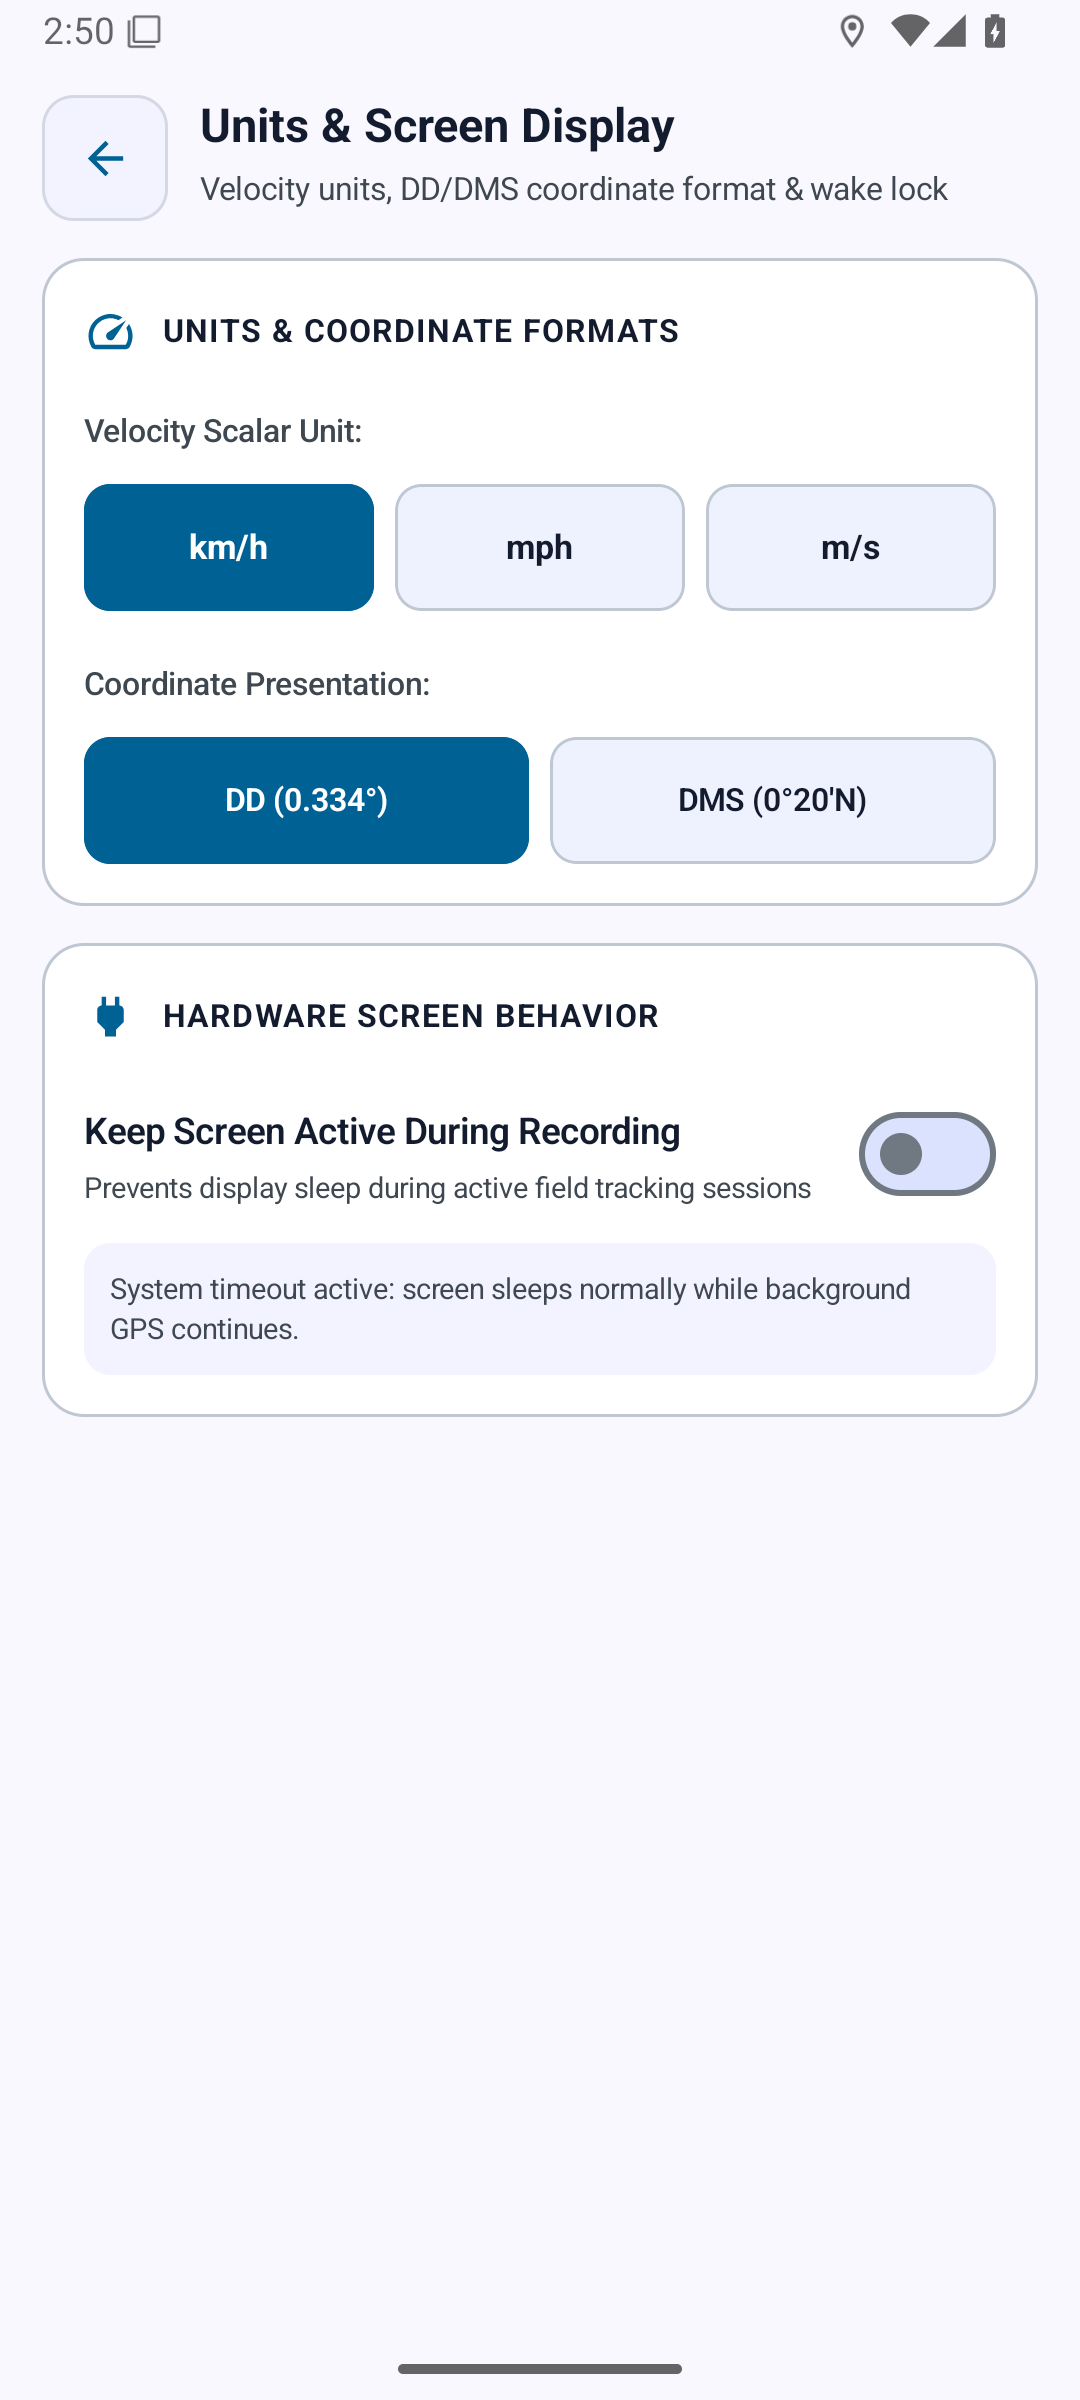 2:50
Units & Screen Display
Velocity units, DD/DMS coordinate format & wake lock
UNITS & COORDINATE FORMATS
Velocity Scalar Unit:
km/h
mph
m/s
Coordinate Presentation:
DD (0.334°)
DMS (0°20'N)
HARDWARE SCREEN BEHAVIOR
Keep Screen Active During Recording
Prevents display sleep during active field tracking sessions
System timeout active: screen sleeps normally while background
GPS continues.